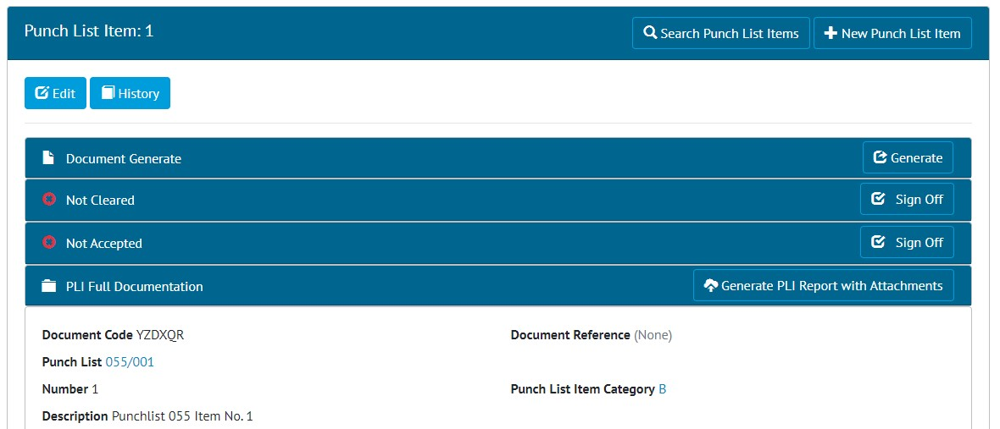 Punch List Item: 1
Search Punch List Items
New Punch List Item
Edit
History
Document Generate
Generate
Not Cleared
Sign Off
Not Accepted
Sign Off
PLI Full Documentation
Generate PLI Report with Attachments
Document Code YZDXQR
Document Reference (None)
Punch List 055/001
Number 1
Punch List Item Category B
Description Punchlist 055 Item No. 1